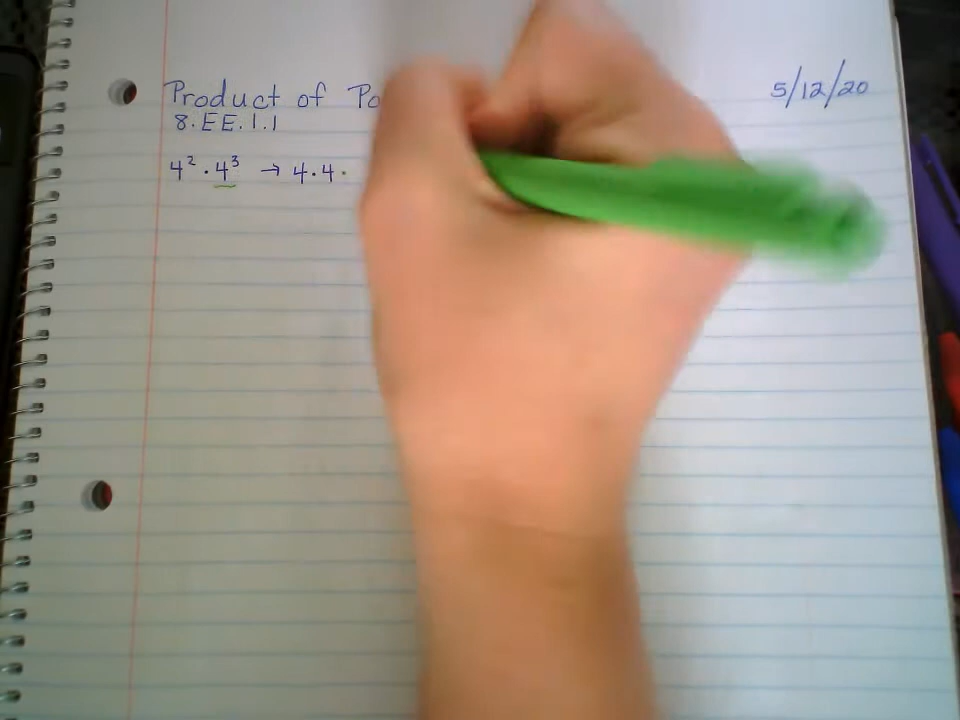 Product of Po 5/12/20
8.EE.1.1
4² · 4³ → 4 · 4 ·